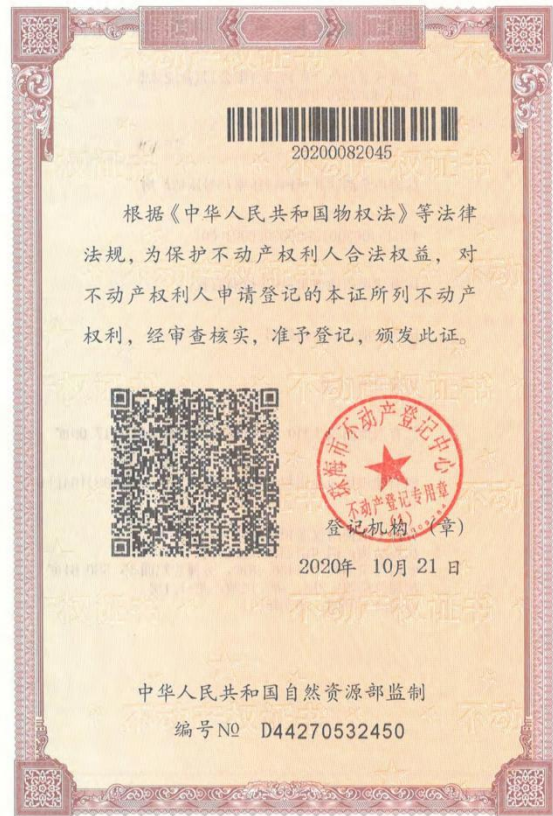 20200082045
根据《中华人民共和国物权法》等法律
法规，为保护不动产权利人合法权益，对
不动产权利人申请登记的本证所列不动产
权利，经审查核实，准予登记，颁发此证。
珠海市不动产登记中心
不动产登记专用章
(1)
登记机构 (章)
2020年 10月 21 日
中华人民共和国自然资源部监制
编号№ D44270532450